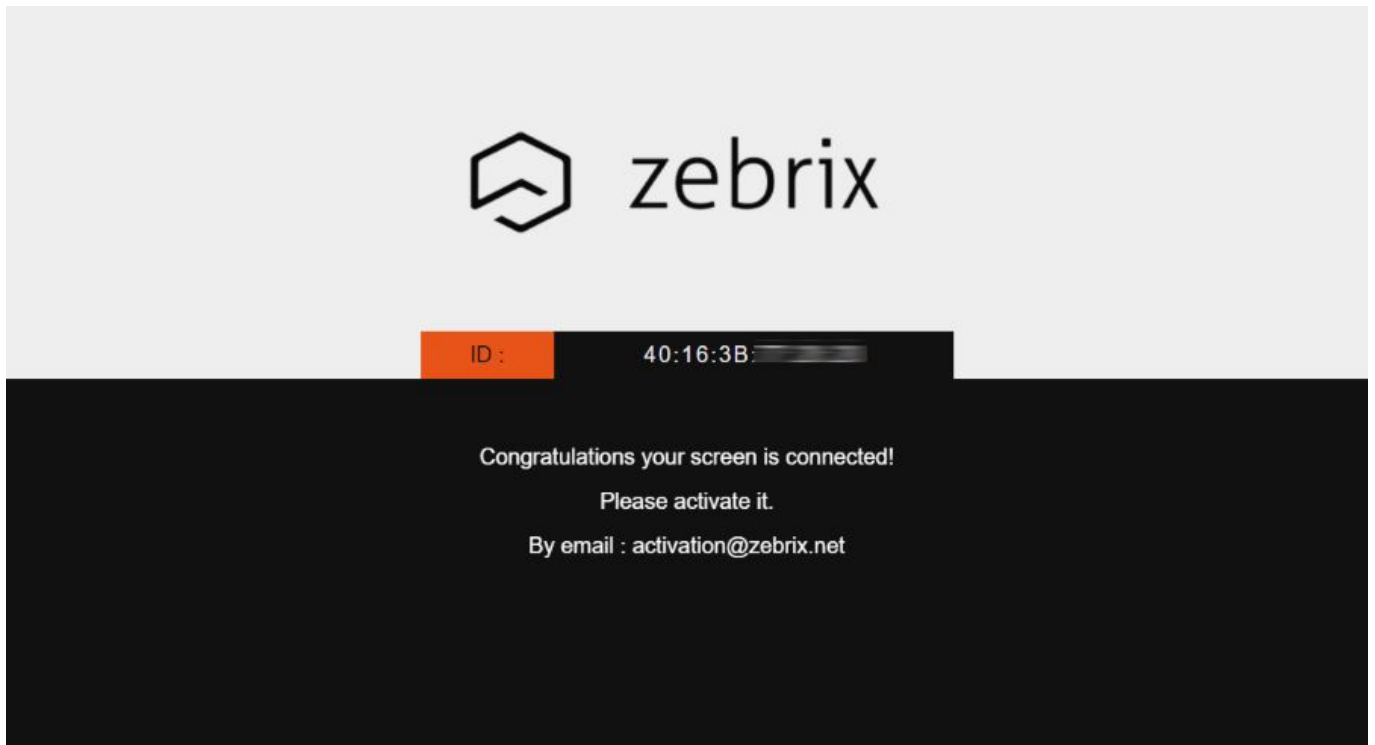 zebrix
ID : 40:16:3B:
Congratulations your screen is connected!
Please activate it.
By email : activation@zebrix.net